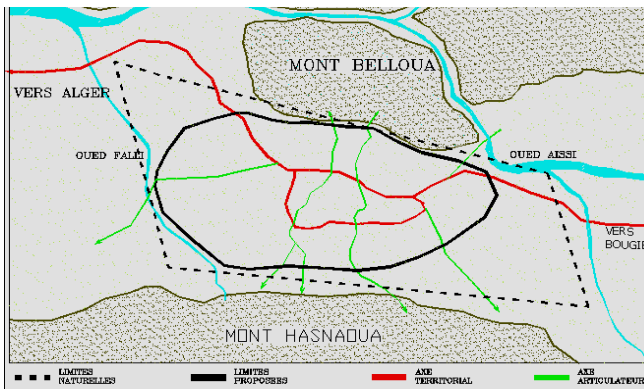 MONT BELLOUA
VERS ALGER
OUED FALLI
OUED AISSI
VERS
BOUGIE
MONT HASNAOUA
LIMITES
NATURELLES
LIMITES
PROPOSEES
AXE
TERRITORIAL
AXE
ARTICULATEUR